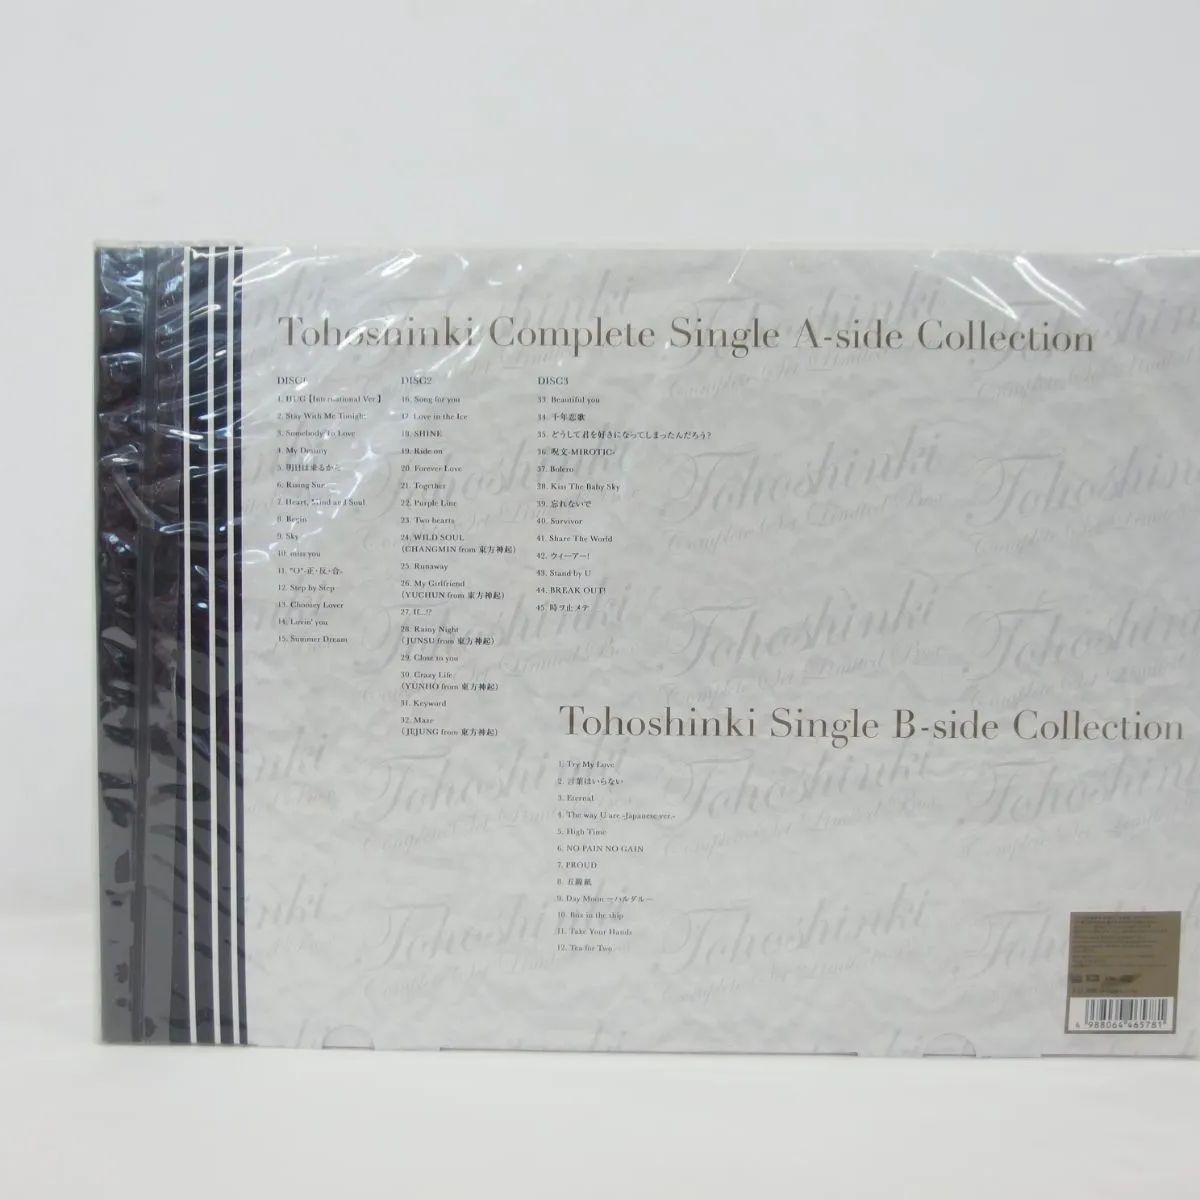 Tohoshinki Complete Single A-side Collection
DISC1
1. HUG【International Ver.】
2. Stay With Me Tonight
3. Somebody To Love
4. My Destiny
5. 明日は来るから
6. Rising Sun
7. Heart, Mind and Soul
8. Begin
9. Sky
10. miss you
11. "O"-正・反・合-
12. Step by Step
13. Choosey Lover
14. Lovin' you
15. Summer Dream
DISC2
16. Song for you
17. Love in the Ice
18. SHINE
19. Ride on
20. Forever Love
21. Together
22. Purple Line
23. Two hearts
24. WILD SOUL
(CHANGMIN from 東方神起)
25. Runaway
26. My Girlfriend
(YUCHUN from 東方神起)
27. If...!?
28. Rainy Night
(JUNSU from 東方神起)
29. Close to you
30. Crazy Life
(YUNHO from 東方神起)
31. Keyword
32. Maze
(JEJUNG from 東方神起)
DISC3
33. Beautiful you
34. 千年恋歌
35. どうして君を好きになってしまったんだろう?
36. 呪文-MIROTIC-
37. Bolero
38. Kiss The Baby Sky
39. 忘れないで
40. Survivor
41. Share The World
42. ウィーアー!
43. Stand by U
44. BREAK OUT!
45. 時ヲ止メテ
Tohoshinki Single B-side Collection
1. Try My Love
2. 言葉はいらない
3. Eternal
4. The way U are -Japanese ver.-
5. High Time
6. NO PAIN NO GAIN
7. PROUD
8. 五線紙
9. Day Moon ～ハルダル～
10. Box in the ship
11. Take Your Hands
12. Tea for Two
Tohoshinki
Complete Set Limited Box
4 988064 465781